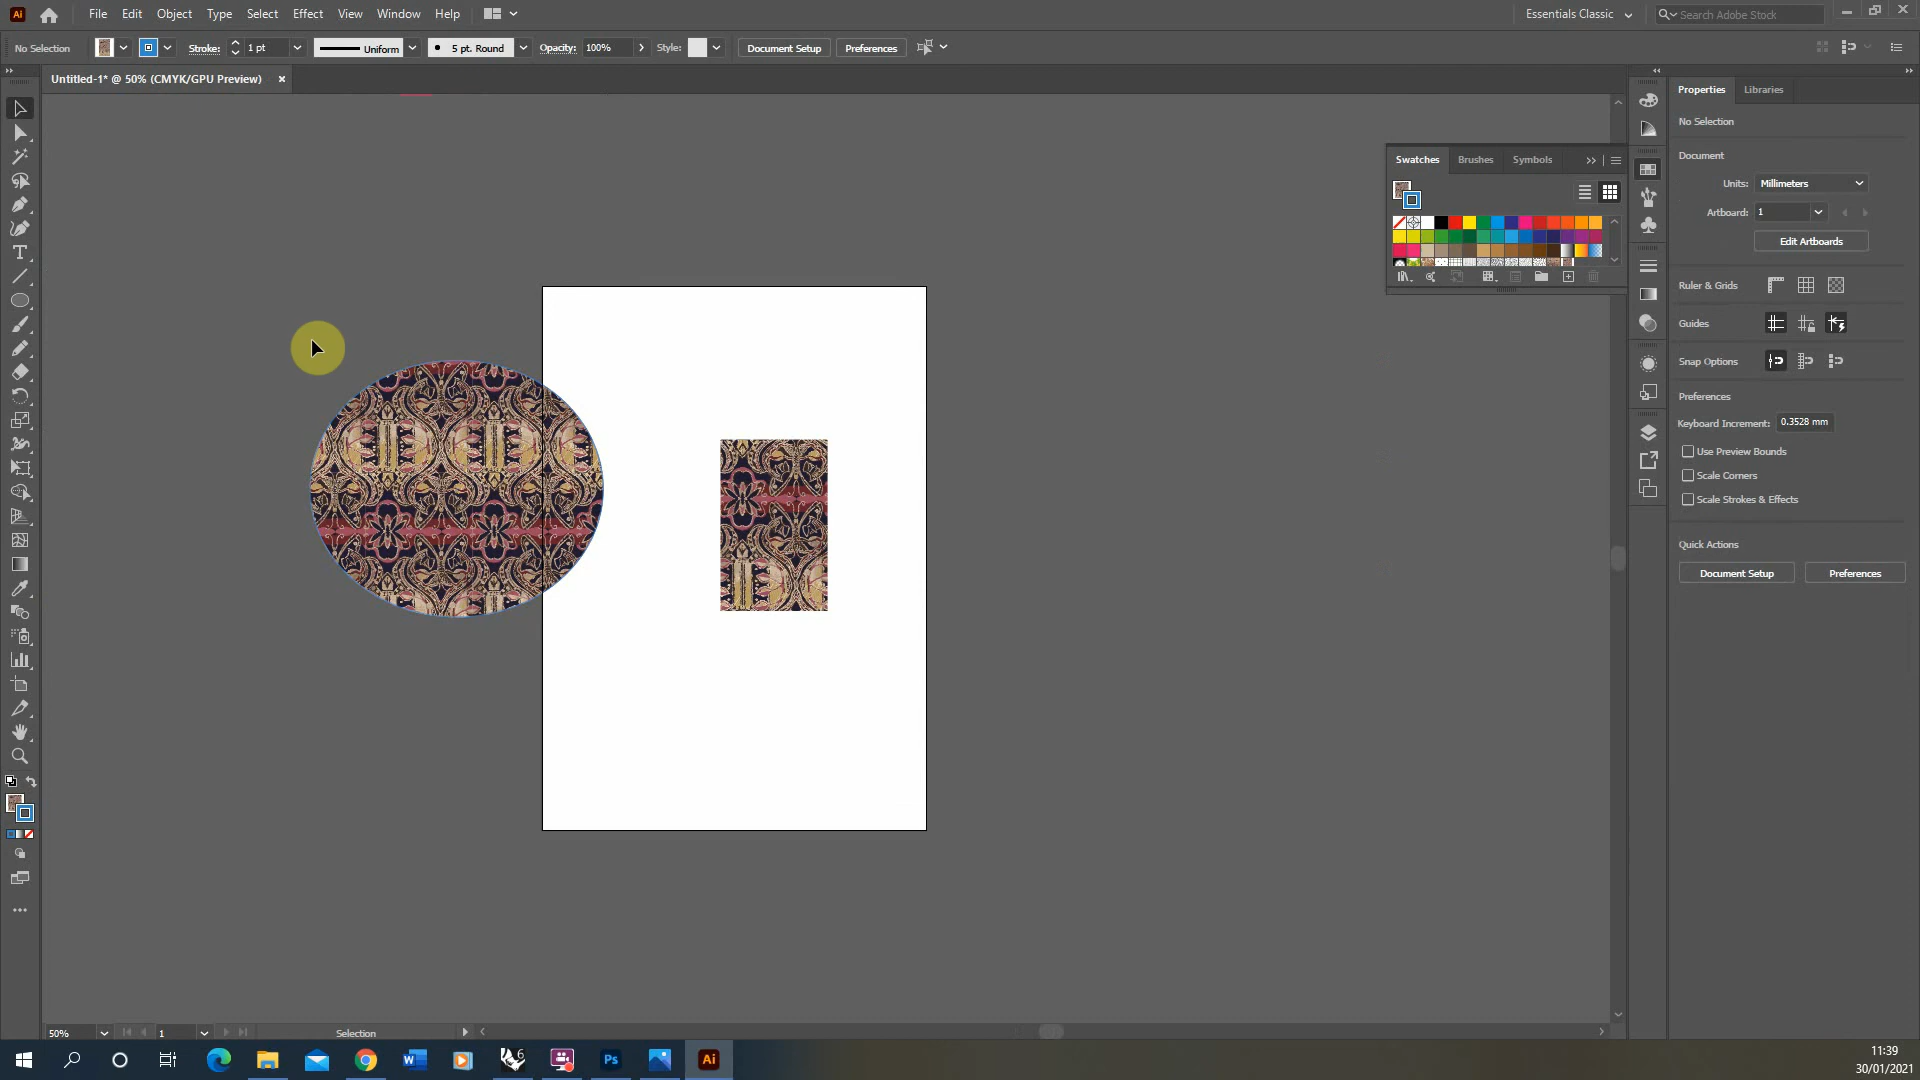 Ai File Edit Object Type Select Effect View Window Help Essentials Classic Search Adobe Stock
No Selection Stroke: 1 pt Uniform 5 pt. Round Opacity: 100% Style: Document Setup Preferences
Untitled-1* @ 50% (CMYK/GPU Preview)
Properties Libraries
No Selection
Document
Units: Millimeters
Artboard: 1
Edit Artboards
Ruler & Grids
Guides
Snap Options
Preferences
Keyboard Increment: 0.3528 mm
Use Preview Bounds
Scale Corners
Scale Strokes & Effects
Quick Actions
Document Setup Preferences
Swatches Brushes Symbols
50% 1 Selection
6 Ps Ai
11:39
30/01/2021